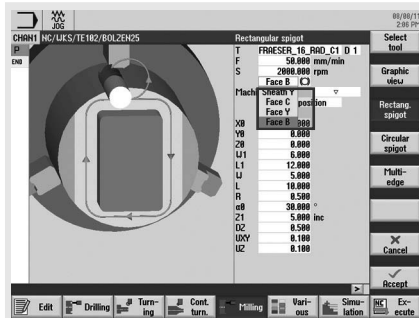 JOG
08/08/11
2:06 PM
CHAN1 NC/WKS/TE102/BOLZEN25
Rectangular spigot
Select tool
P
END
T FRAESER_16_RAD_C1 D 1
F 50.000 mm/min
S 2000.000 rpm
Face B
Mach position
Sheath Y
Face C
Face Y
Face B
X0 .000
Y0 0.000
Z0 0.000
W1 6.000
L1 12.000
W 5.000
L 10.000
R 0.500
α0 30.000 °
Z1 5.000 inc
DZ 0.500
UXY 0.100
UZ 0.100
Graphic view
Rectang. spigot
Circular spigot
Multi-edge
Cancel
Accept
Edit
Drilling
Turn-ing
Cont. turn.
Milling
Vari-ous
Simu-lation
NC Ex-ecute